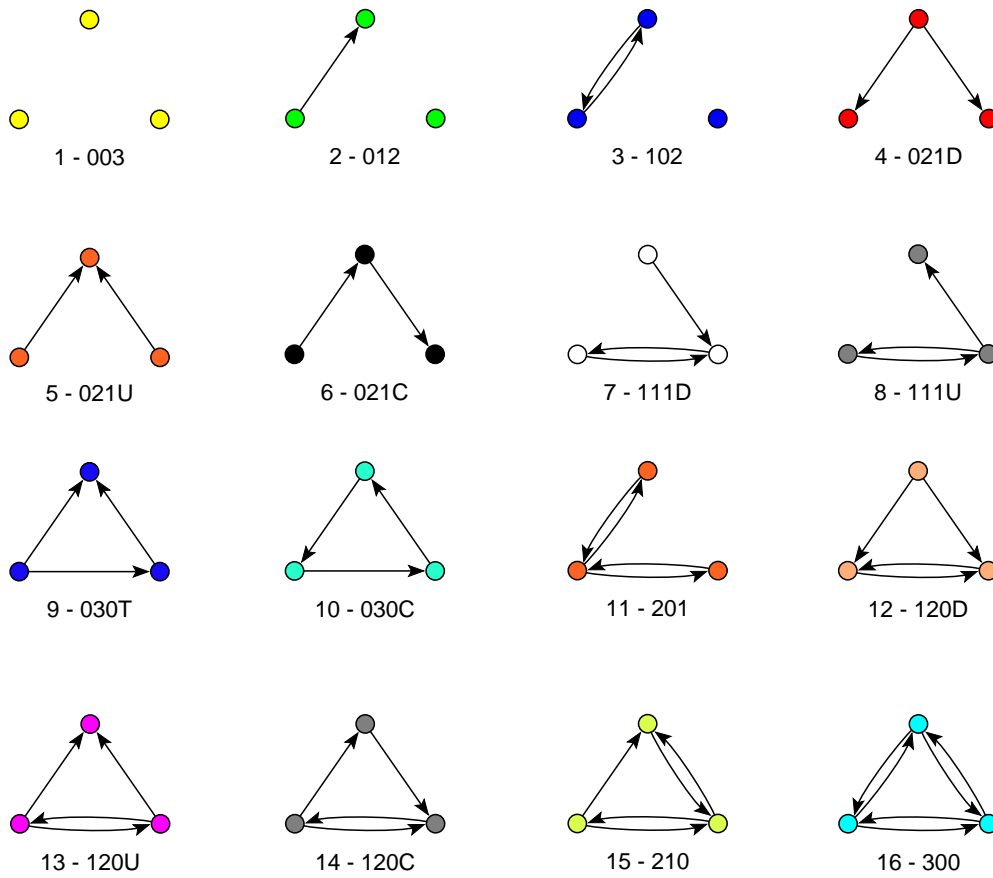 1 - 003
2 - 012
3 - 102
4 - 021D
5 - 021U
6 - 021C
7 - 111D
8 - 111U
9 - 030T
10 - 030C
11 - 201
12 - 120D
13 - 120U
14 - 120C
15 - 210
16 - 300